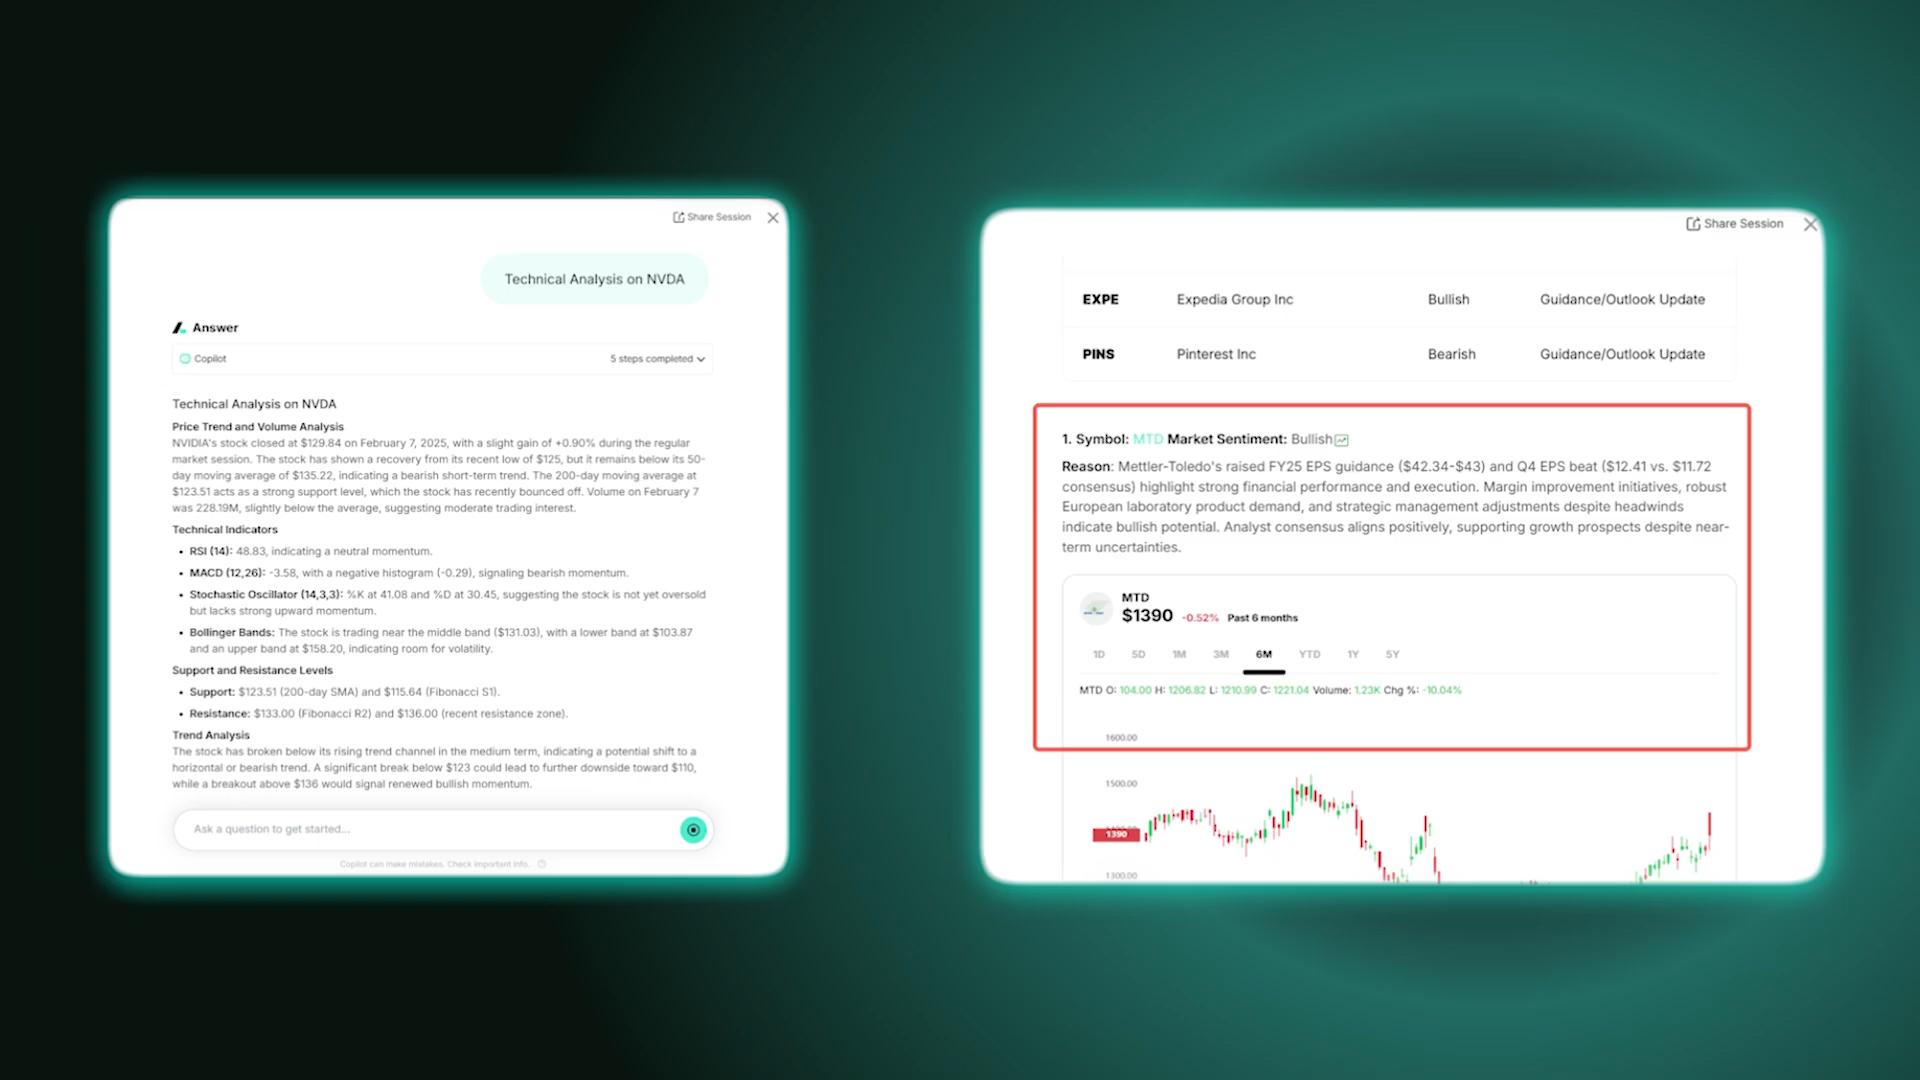 Share Session
Technical Analysis on NVDA
Answer
Copilot
5 steps completed
Technical Analysis on NVDA
Price Trend and Volume Analysis
NVIDIA's stock closed at $129.84 on February 7, 2025, with a slight gain of +0.90% during the regular
market session. The stock has shown a recovery from its recent low of $125, but it remains below its 50-
day moving average of $135.22, indicating a bearish short-term trend. The 200-day moving average at
$123.51 acts as a strong support level, which the stock has recently bounced off. Volume on February 7
was 228.19M, slightly below the average, suggesting moderate trading interest.
Technical Indicators
• RSI (14): 48.83, indicating a neutral momentum.
• MACD (12,26): -3.58, with a negative histogram (-0.29), signaling bearish momentum.
• Stochastic Oscillator (14,3,3): %K at 41.08 and %D at 30.45, suggesting the stock is not yet oversold
but lacks strong upward momentum.
• Bollinger Bands: The stock is trading near the middle band ($131.03), with a lower band at $103.87
and an upper band at $158.20, indicating room for volatility.
Support and Resistance Levels
• Support: $123.51 (200-day SMA) and $115.64 (Fibonacci S1).
• Resistance: $133.00 (Fibonacci R2) and $136.00 (recent resistance zone).
Trend Analysis
The stock has broken below its rising trend channel in the medium term, indicating a potential shift to a
horizontal or bearish trend. A significant break below $123 could lead to further downside toward $110,
while a breakout above $136 would signal renewed bullish momentum.
Ask a question to get started...
Copilot can make mistakes. Check important info.
Share Session
EXPE Expedia Group Inc Bullish Guidance/Outlook Update
PINS Pinterest Inc Bearish Guidance/Outlook Update
1. Symbol: MTD Market Sentiment: Bullish
Reason: Mettler-Toledo's raised FY25 EPS guidance ($42.34-$43) and Q4 EPS beat ($12.41 vs. $11.72
consensus) highlight strong financial performance and execution. Margin improvement initiatives, robust
European laboratory product demand, and strategic management adjustments despite headwinds
indicate bullish potential. Analyst consensus aligns positively, supporting growth prospects despite near-
term uncertainties.
MTD
$1390 -0.52% Past 6 months
1D 5D 1M 3M 6M YTD 1Y 5Y
MTD O: 104.00 H: 1206.82 L: 1210.99 C: 1221.04 Volume: 1.23K Chg %: -10.04%
1600.00
1500.00
1390
1300.00